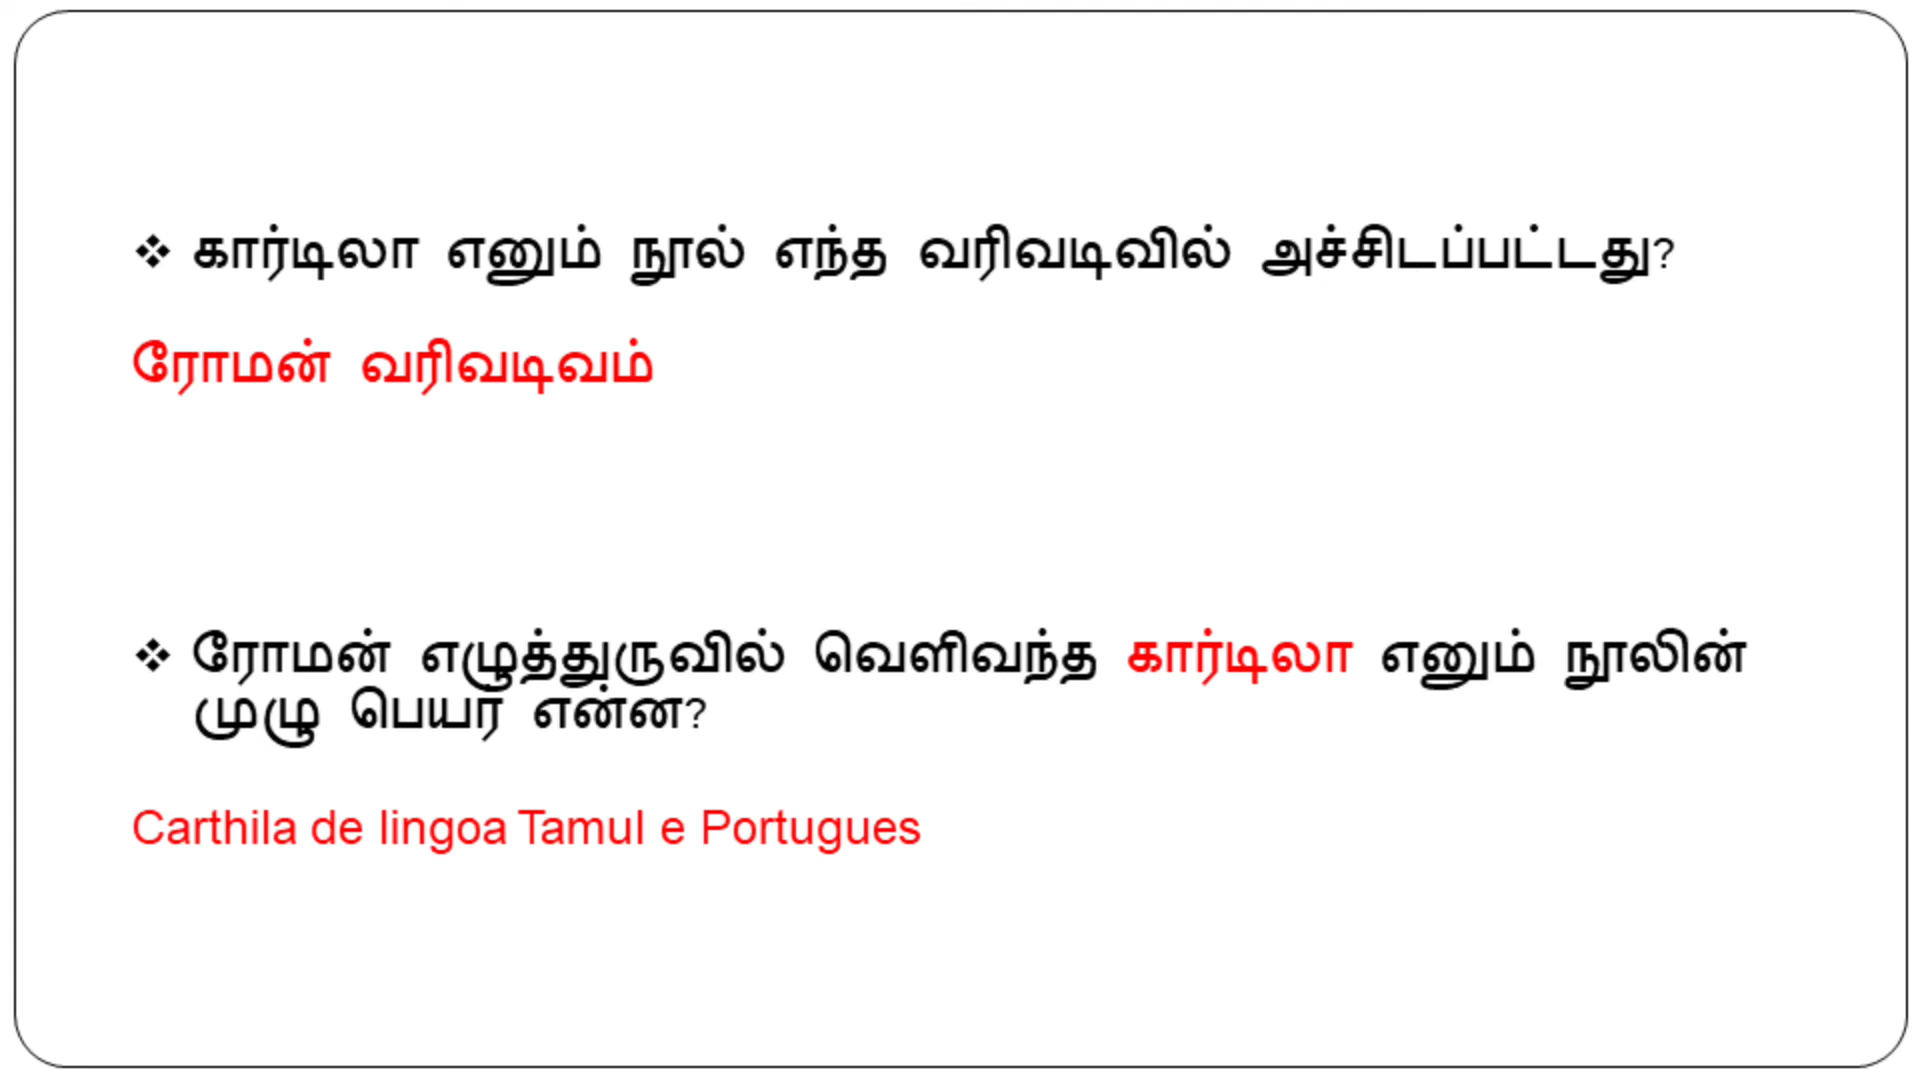 ❖ கார்டிலா எனும் நூல் எந்த வரிவடிவில் அச்சிடப்பட்டது?
ரோமன் வரிவடிவம்
❖ ரோமன் எழுத்துருவில் வெளிவந்த கார்டிலா எனும் நூலின்
முழு பெயர் என்ன?
Carthila de lingoa Tamul e Portugues